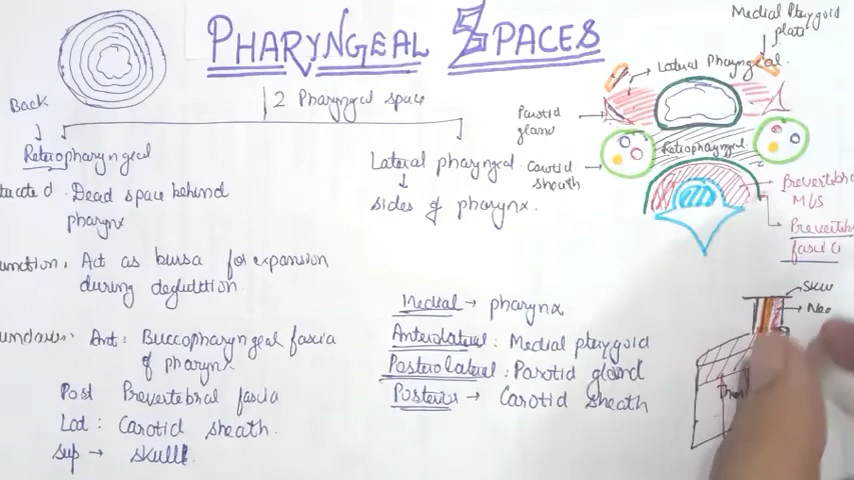 PHARYNGEAL SPACES
2 Pharyngeal space
Back
Retropharyngeal
Dead space behind
pharynx
Act as bursa for expansion
during deglutition
Ant: Buccopharyngeal fascia
of pharynx
Post Prevertebral fascia
Lat: Carotid sheath.
Sup → skull
Lateral pharyngeal.
sides of pharynx.
Medial → pharynx
Anterolateral: Medial pterygoid
Posterolateral: Parotid gland
Posterior → Carotid sheath
Medial Pterygoid
plate
Lateral Pharyngeal.
Parotid
gland
Carotid
sheath
Retropharyngeal
Prevertebra
M/S
Preverteb
fascia
Sku